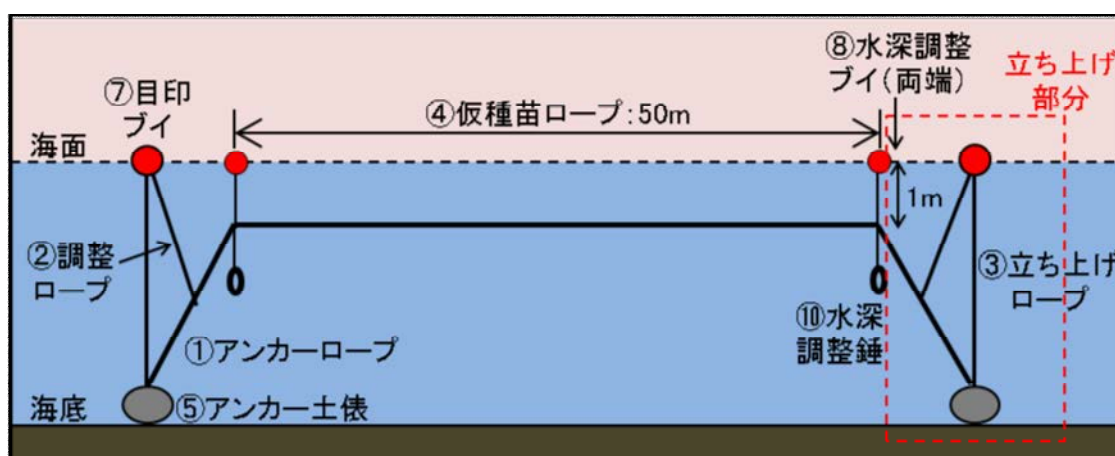 ⑧水深調整
ブイ(両端)
立ち上げ
部分
⑦目印
ブイ
④仮種苗ロープ:50m
海面
1m
②調整
ロープ
③立ち上げ
ロープ
①アンカーロープ
⑩水深
調整錘
海底
⑤アンカー土俵